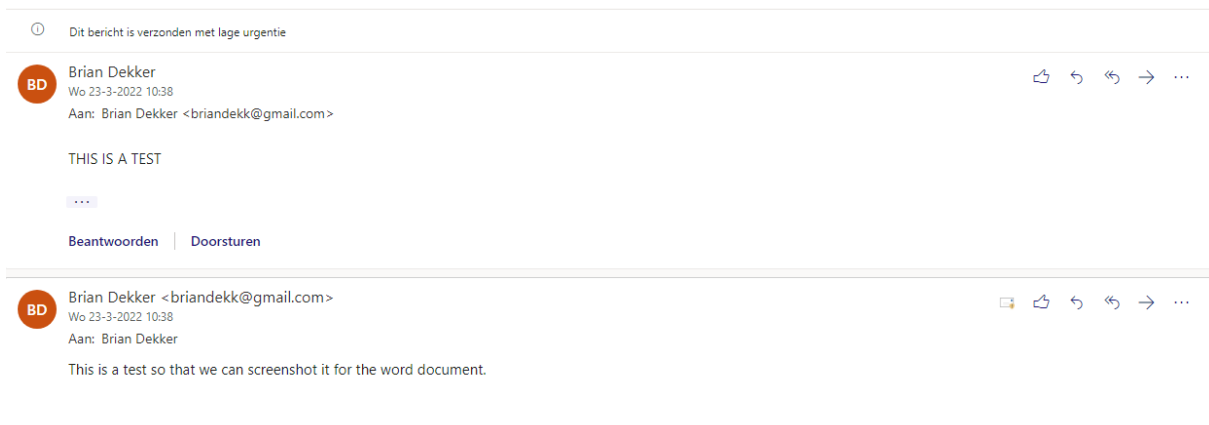 Dit bericht is verzonden met lage urgentie
BD
Brian Dekker
Wo 23-3-2022 10:38
Aan: Brian Dekker <briandekk@gmail.com>
THIS IS A TEST
...
Beantwoorden | Doorsturen
BD
Brian Dekker <briandekk@gmail.com>
Wo 23-3-2022 10:38
Aan: Brian Dekker
This is a test so that we can screenshot it for the word document.